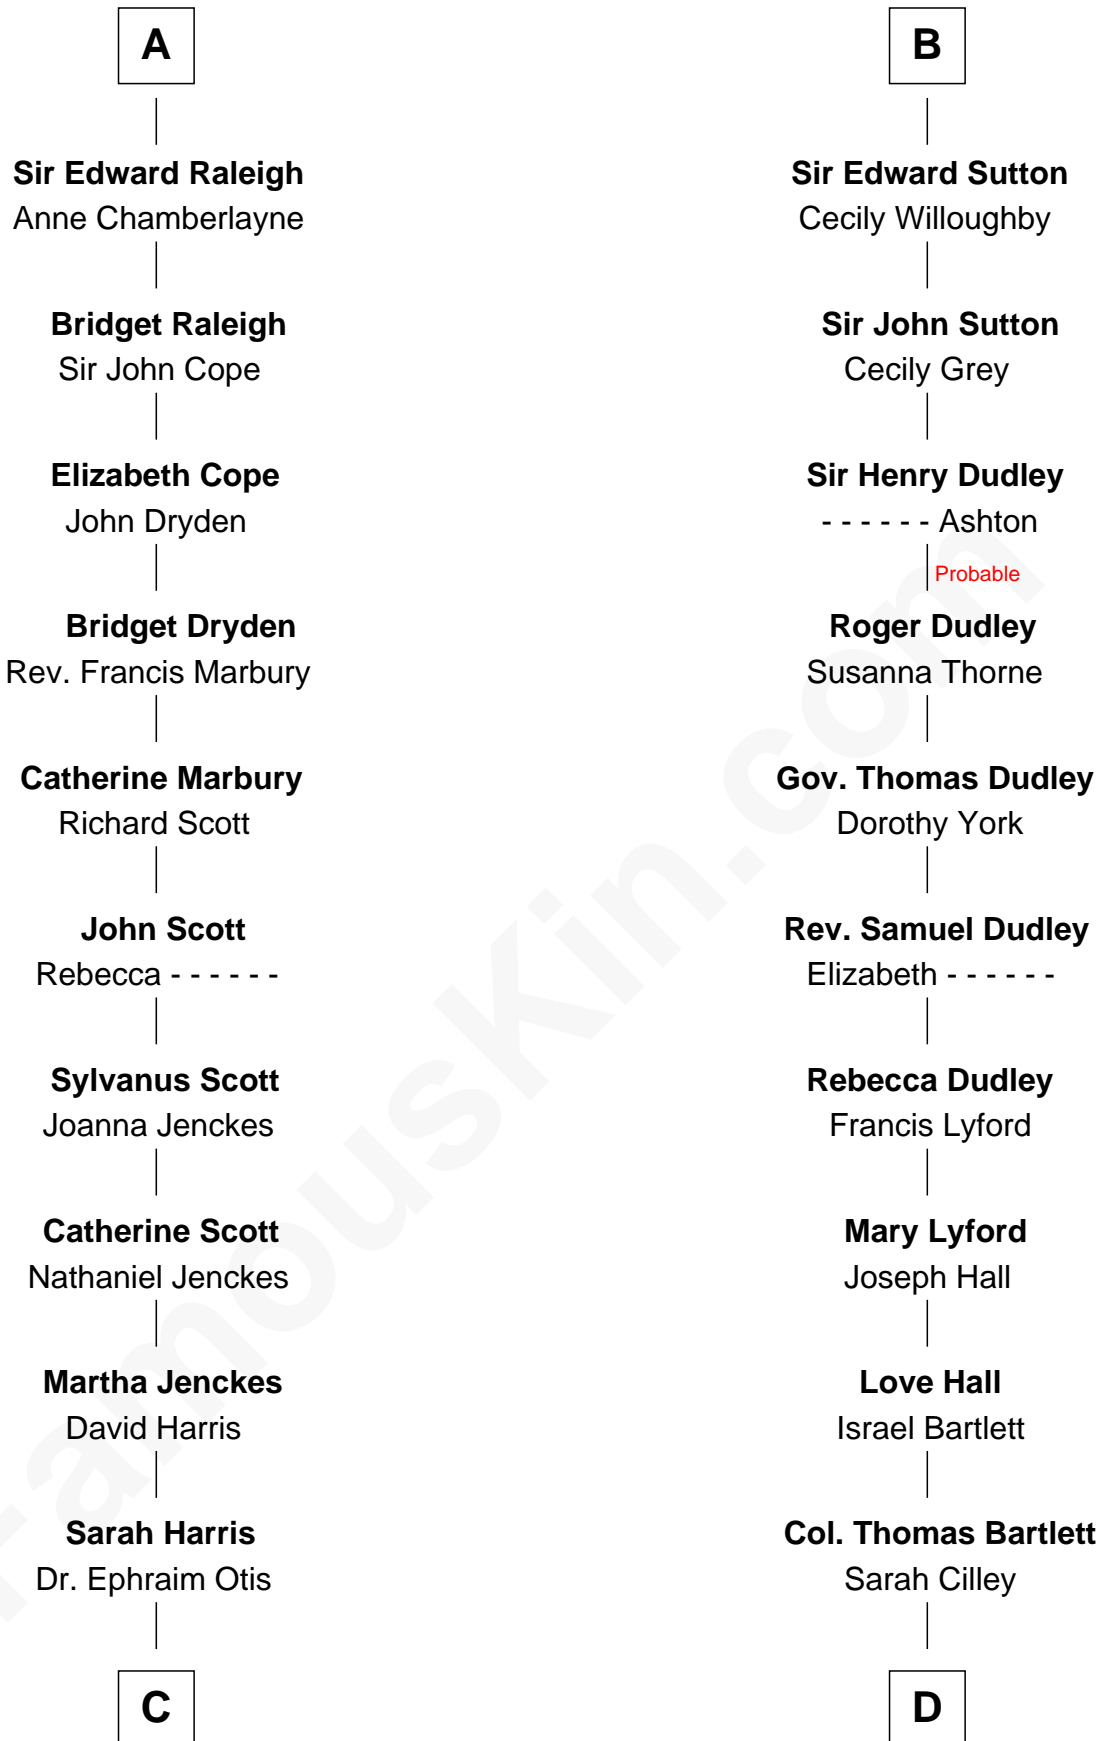 A
Sir Edward Raleigh
Anne Chamberlayne
Bridget Raleigh
Sir John Cope
Elizabeth Cope
John Dryden
Bridget Dryden
Rev. Francis Marbury
Catherine Marbury
Richard Scott
John Scott
Rebecca - - - - - -
Sylvanus Scott
Joanna Jenckes
Catherine Scott
Nathaniel Jenckes
Martha Jenckes
David Harris
Sarah Harris
Dr. Ephraim Otis
C
B
Sir Edward Sutton
Cecily Willoughby
Sir John Sutton
Cecily Grey
Sir Henry Dudley
- - - - - - Ashton
Probable
Roger Dudley
Susanna Thorne
Gov. Thomas Dudley
Dorothy York
Rev. Samuel Dudley
Elizabeth - - - - - -
Rebecca Dudley
Francis Lyford
Mary Lyford
Joseph Hall
Love Hall
Israel Bartlett
Col. Thomas Bartlett
Sarah Cilley
D
FamousKin.com